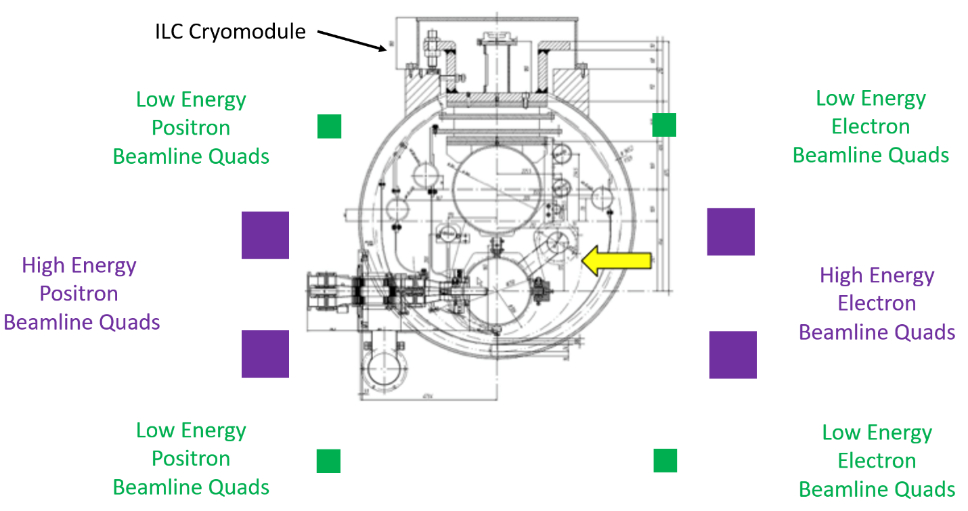 ILC Cryomodule
Low Energy
Positron
Beamline Quads
Low Energy
Electron
Beamline Quads
High Energy
Positron
Beamline Quads
High Energy
Electron
Beamline Quads
Low Energy
Positron
Beamline Quads
Low Energy
Electron
Beamline Quads